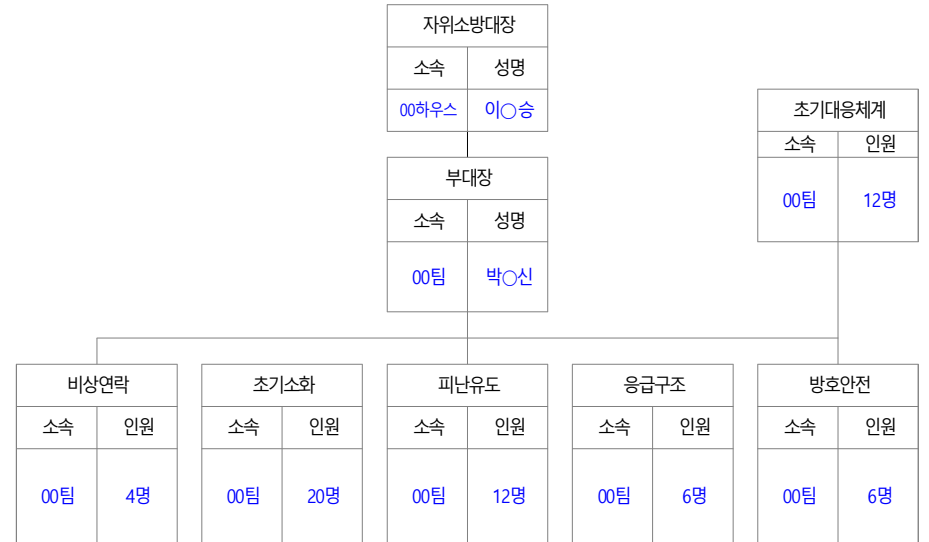 자위소방대장
소속 성명
00하우스 이○승
초기대응체계
소속 인원
00팀 12명
부대장
소속 성명
00팀 박○신
비상연락 초기소화 피난유도 응급구조 방호안전
소속 인원 소속 인원 소속 인원 소속 인원 소속 인원
00팀 4명 00팀 20명 00팀 12명 00팀 6명 00팀 6명